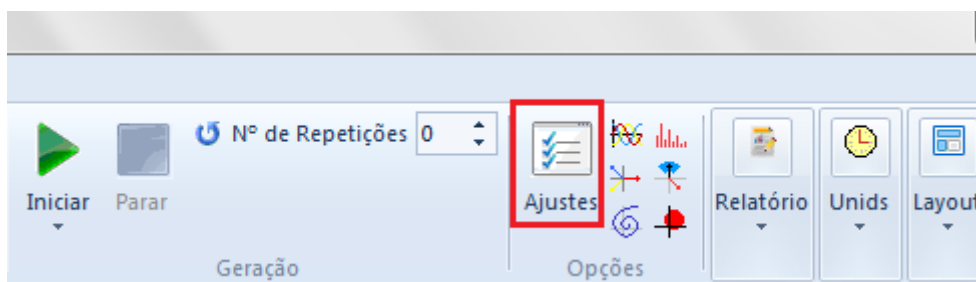 Nº de Repetições 0
Iniciar
Parar
Geração
Ajustes
Opções
Relatório
Unids
Layout